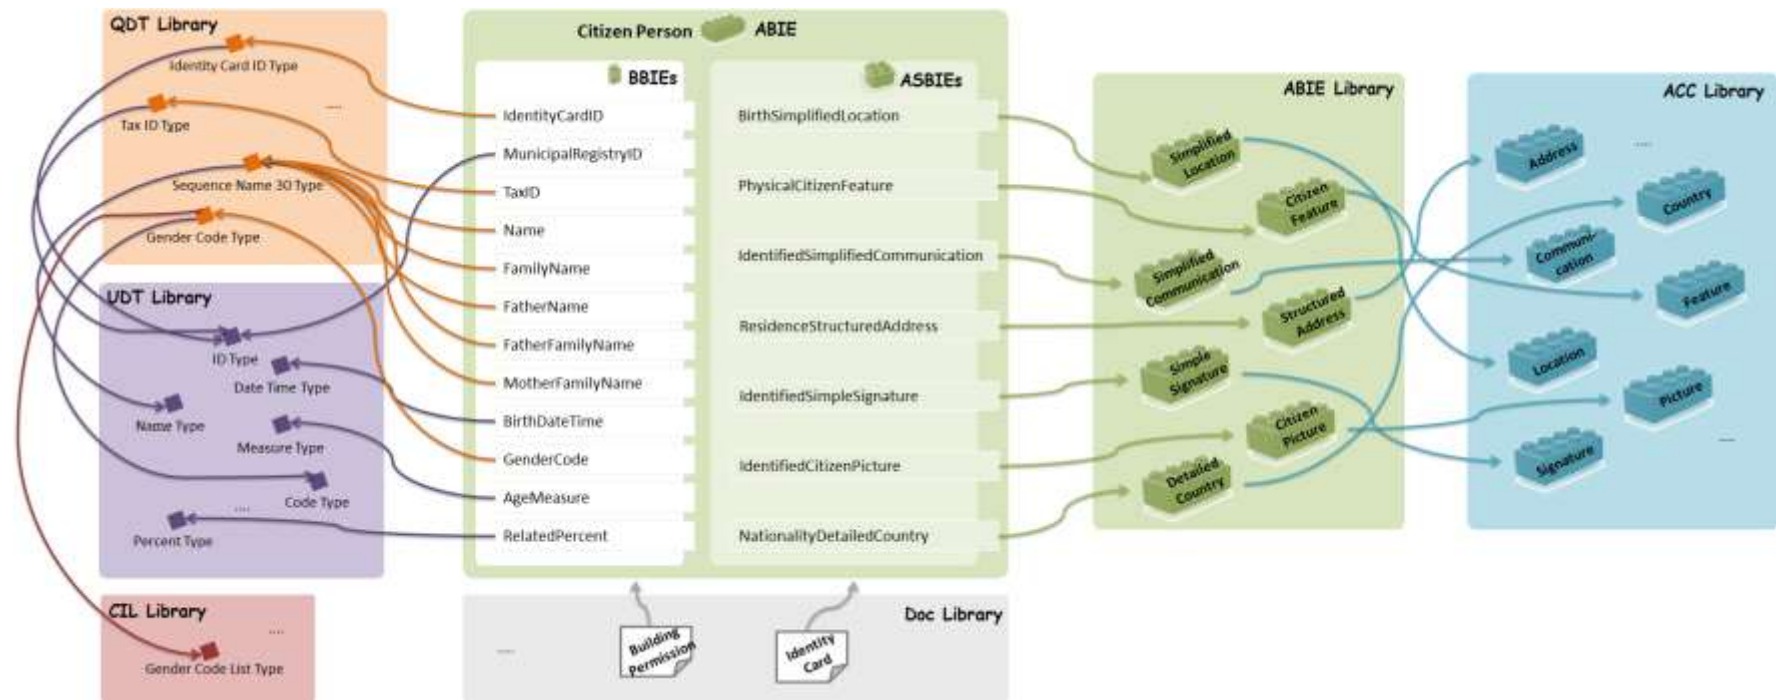 QDT Library
Identity Card ID Type
....
Tax ID Type
Sequence Name 30 Type
Gender Code Type
UDT Library
ID Type
Date Time Type
Name Type
Measure Type
Code Type
....
Percent Type
CIL Library
....
Gender Code List Type
Citizen Person
ABIE
BBIEs
IdentityCardID
MunicipalRegistryID
TaxID
Name
FamilyName
FatherName
FatherFamilyName
MotherFamilyName
BirthDateTime
GenderCode
AgeMeasure
RelatedPercent
ASBIEs
BirthSimplifiedLocation
PhysicalCitizenFeature
IdentifiedSimplifiedCommunication
ResidenceStructuredAddress
IdentifiedSimpleSignature
IdentifiedCitizenPicture
NationalityDetailedCountry
Doc Library
....
Building
Permission
Identity
Card
ABIE Library
Simplified
Location
Citizen
Feature
Simplified
Communication
Structured
Address
Simple
Signature
Citizen
Picture
Detailed
Country
ACC Library
Address
....
Country
Communi-
cation
Feature
Location
Picture
Signature
....